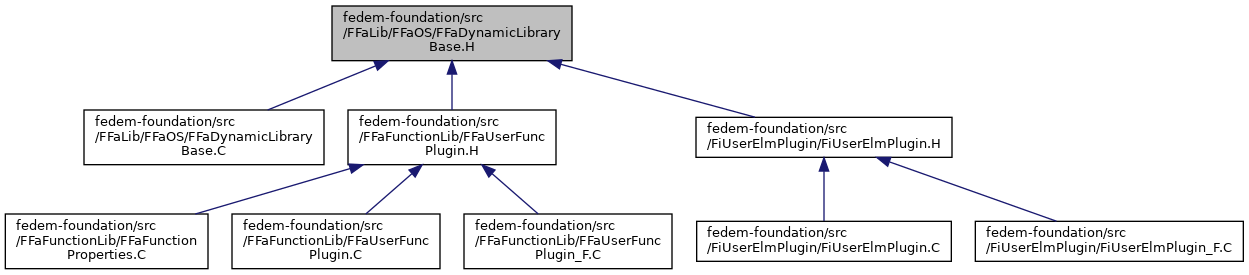 fedem-foundation/src
/FFaLib/FFaOS/FFaDynamicLibrary
Base.H
fedem-foundation/src
/FFaLib/FFaOS/FFaDynamicLibrary
Base.C
fedem-foundation/src
/FFaFunctionLib/FFaUserFunc
Plugin.H
fedem-foundation/src
/FiUserElmPlugin/FiUserElmPlugin.H
fedem-foundation/src
/FFaFunctionLib/FFaFunction
Properties.C
fedem-foundation/src
/FFaFunctionLib/FFaUserFunc
Plugin.C
fedem-foundation/src
/FFaFunctionLib/FFaUserFunc
Plugin_F.C
fedem-foundation/src
/FiUserElmPlugin/FiUserElmPlugin.C
fedem-foundation/src
/FiUserElmPlugin/FiUserElmPlugin_F.C